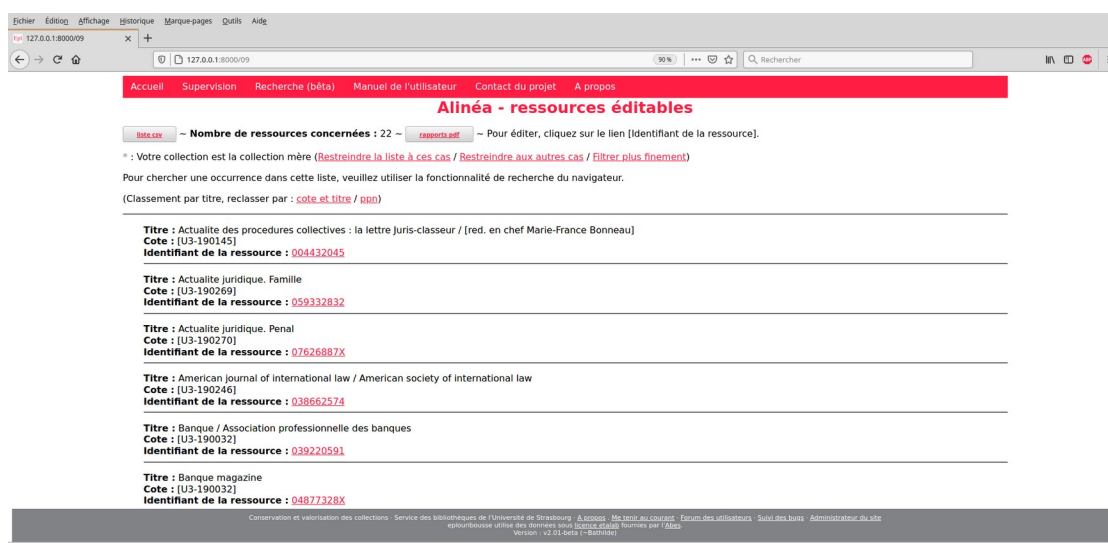 Fichier Édition Affichage Historique Marque-pages Outils Aide
Epl 127.0.0.1:8000/09 × +
127.0.0.1:8000/09 90 % ••• Rechercher ABP
Accueil Supervision Recherche (bêta) Manuel de l'utilisateur Contact du projet A propos
Alinéa - ressources éditables
liste csv ~ Nombre de ressources concernées : 22 ~ rapports pdf ~ Pour éditer, cliquez sur le lien [Identifiant de la ressource].
* : Votre collection est la collection mère (Restreindre la liste à ces cas / Restreindre aux autres cas / Filtrer plus finement)
Pour chercher une occurrence dans cette liste, veuillez utiliser la fonctionnalité de recherche du navigateur.
(Classement par titre, reclasser par : cote et titre / ppn)
Titre : Actualite des procedures collectives : la lettre Juris-classeur / [red. en chef Marie-France Bonneau]
Cote : [U3-190145]
Identifiant de la ressource : 004432045
Titre : Actualite juridique. Famille
Cote : [U3-190269]
Identifiant de la ressource : 059332832
Titre : Actualite juridique. Penal
Cote : [U3-190270]
Identifiant de la ressource : 07626887X
Titre : American journal of international law / American society of international law
Cote : [U3-190246]
Identifiant de la ressource : 038662574
Titre : Banque / Association professionnelle des banques
Cote : [U3-190032]
Identifiant de la ressource : 039220591
Titre : Banque magazine
Cote : [U3-190032]
Identifiant de la ressource : 04877328X
Conservation et valorisation des collections - Service des bibliothèques de l'Université de Strasbourg - A propos - Me tenir au courant - Forum des utilisateurs - Suivi des bugs - Administrateur du site
eplouribousse utilise des données sous licence etalab fournies par l'Abes.
Version : v2.01-beta (~Bathilde)